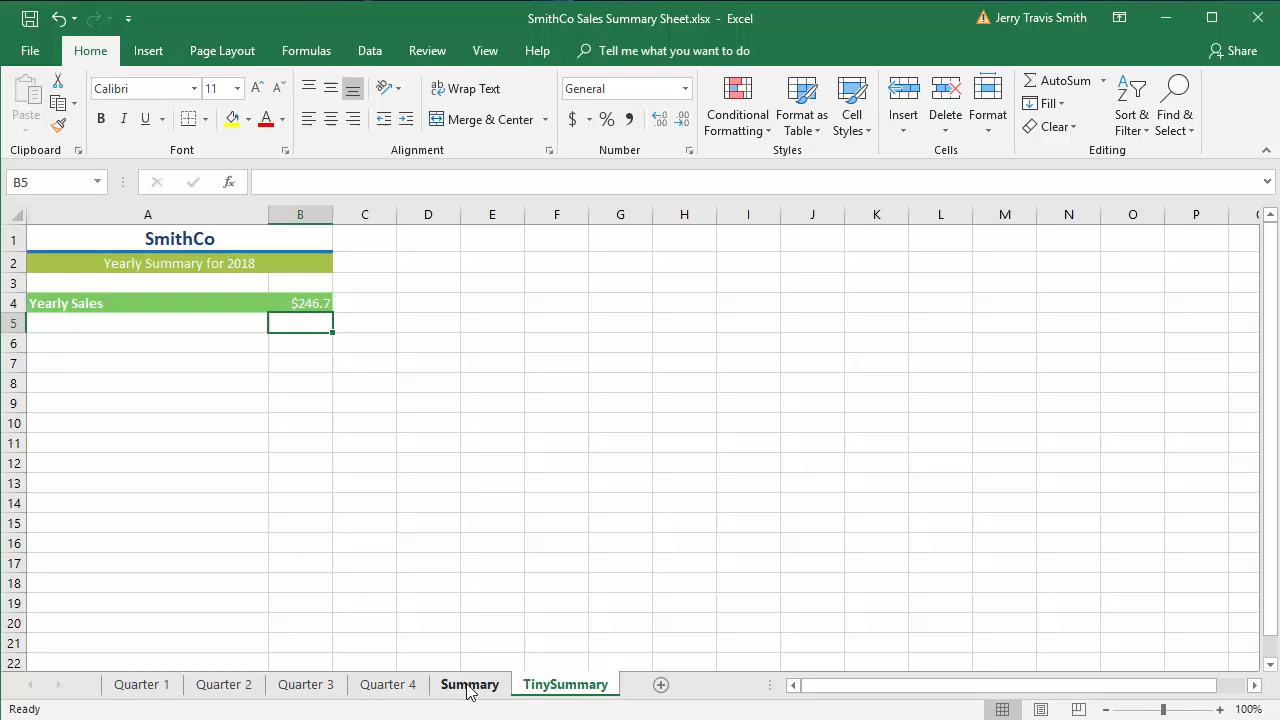 SmithCo Sales Summary Sheet.xlsx - Excel
Jerry Travis Smith
File Home Insert Page Layout Formulas Data Review View Help Tell me what you want to do Share
Paste
Clipboard
Calibri 11
B I U
Font
Wrap Text
Merge & Center
Alignment
General
$ % ,
Number
Conditional Formatting
Format as Table
Cell Styles
Styles
Insert
Delete
Format
Cells
AutoSum
Fill
Clear
Sort & Filter
Find & Select
Editing
B5 fx
A B C D E F G H I J K L M N O P
1 SmithCo
2 Yearly Summary for 2018
3
4 Yearly Sales $246.7
5
6
7
8
9
10
11
12
13
14
15
16
17
18
19
20
21
22
Quarter 1 Quarter 2 Quarter 3 Quarter 4 Summary TinySummary
Ready 100%